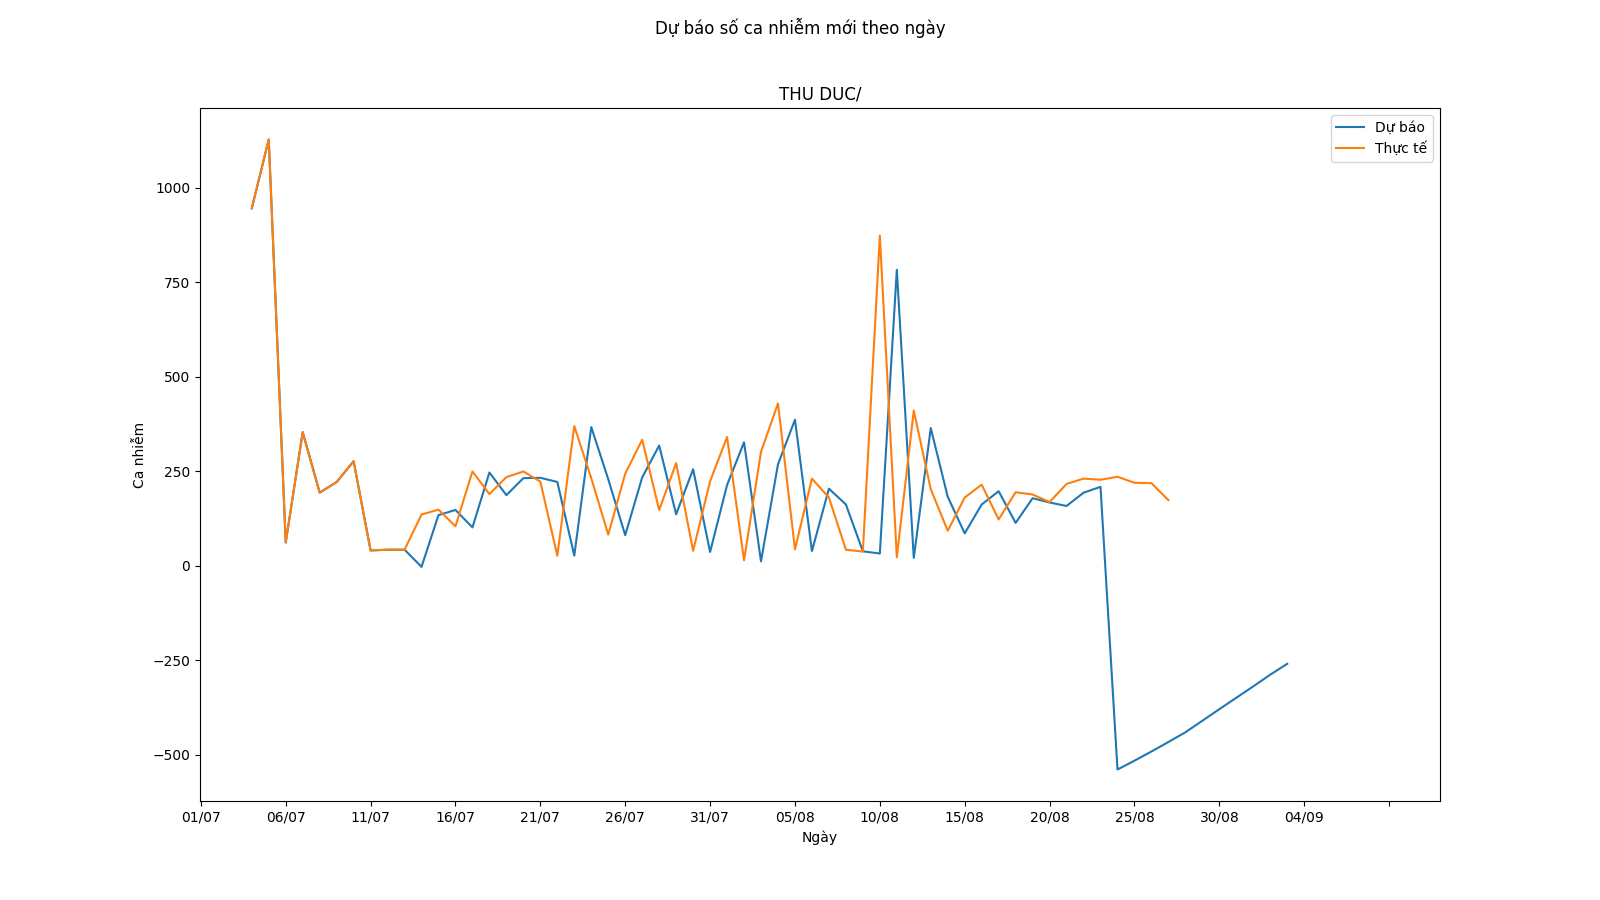 Dự báo số ca nhiễm mới theo ngày
THU DUC/
Dự báo
Thực tế
Ca nhiễm
1000
750
500
250
0
−250
−500
01/07 06/07 11/07 16/07 21/07 26/07 31/07 05/08 10/08 15/08 20/08 25/08 30/08 04/09
Ngày